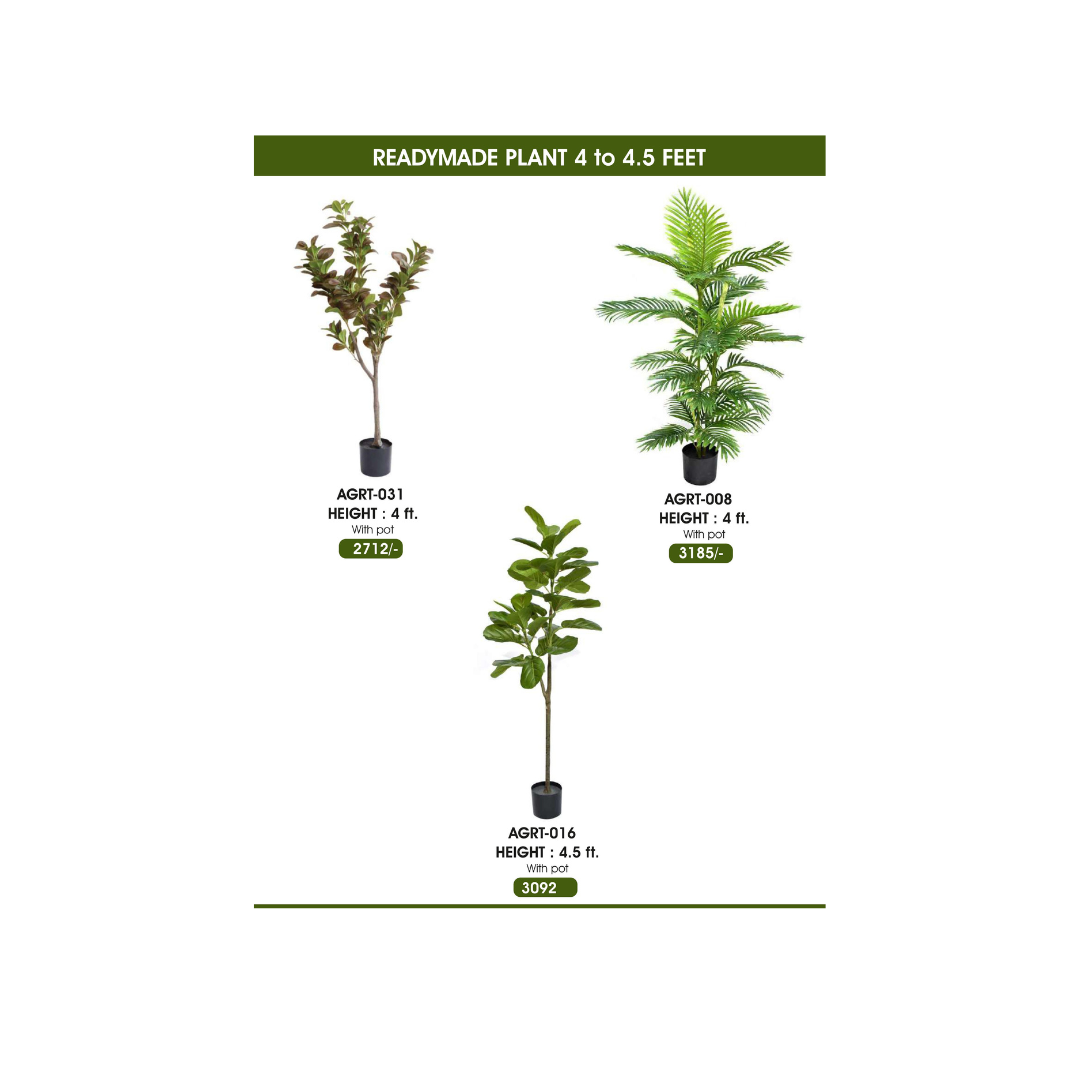 READYMADE PLANT 4 to 4.5 FEET
AGRT-031
HEIGHT : 4 ft.
With pot
2712/-
AGRT-008
HEIGHT : 4 ft.
With pot
3185/-
AGRT-016
HEIGHT : 4.5 ft.
With pot
3092